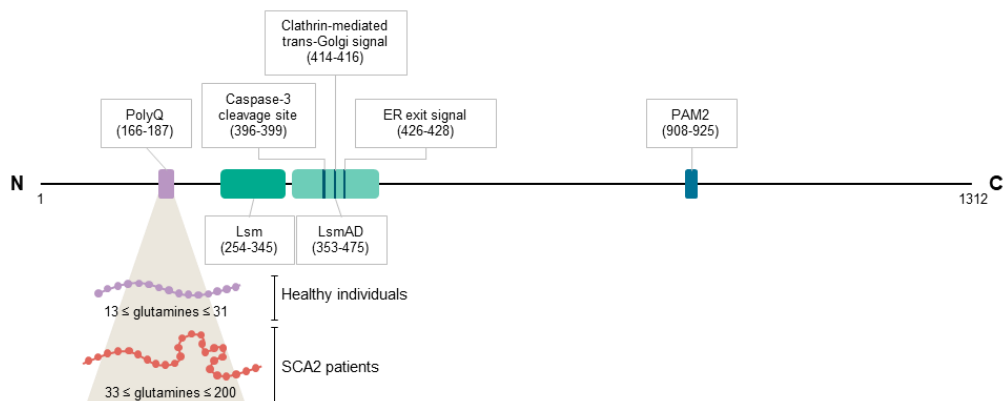 Clathrin-mediated
trans-Golgi signal
(414-416)
PolyQ
(166-187)
Caspase-3
cleavage site
(396-399)
ER exit signal
(426-428)
PAM2
(908-925)
N
C
1
1312
Lsm
(254-345)
LsmAD
(353-475)
Healthy individuals
13 ≤ glutamines ≤ 31
SCA2 patients
33 ≤ glutamines ≤ 200